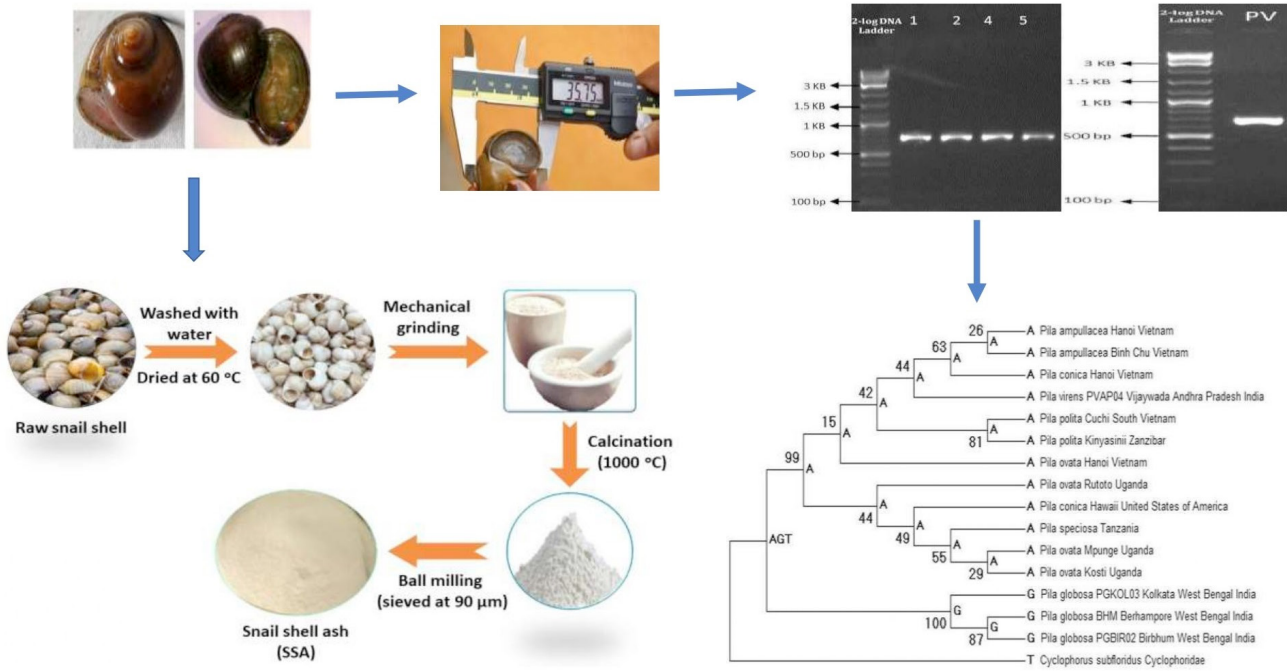 35.75
2-log DNA
Ladder
1 2 4 5
3 KB
1.5 KB
1 KB
500 bp
100 bp
2-log DNA
Ladder
PV
3 KB
1.5 KB
1 KB
500 bp
100 bp
Raw snail shell
Washed with
water
Dried at 60 °C
Mechanical
grinding
Calcination
(1000 °C)
Ball milling
(sieved at 90 µm)
Snail shell ash
(SSA)
A Pila ampullacea Hanoi Vietnam
A Pila ampullacea Binh Chu Vietnam
A Pila conica Hanoi Vietnam
A Pila virens PVAP04 Vijaywada Andhra Pradesh India
A Pila polita Cuchi South Vietnam
A Pila polita Kinyasinii Zanzibar
A Pila ovata Hanoi Vietnam
A Pila ovata Rutoto Uganda
A Pila conica Hawaii United States of America
A Pila speciosa Tanzania
A Pila ovata Mpunge Uganda
A Pila ovata Kosti Uganda
G Pila globosa PGKOL03 Kolkata West Bengal India
G Pila globosa BHM Berhampore West Bengal India
G Pila globosa PGBIR02 Birbhum West Bengal India
T Cyclophorus subfloridus Cyclophoridae
26
A
63
A
44
A
42
A
15
A
81
A
99
A
44
A
49
A
55
A
29
A
AGT
100
G
87
G